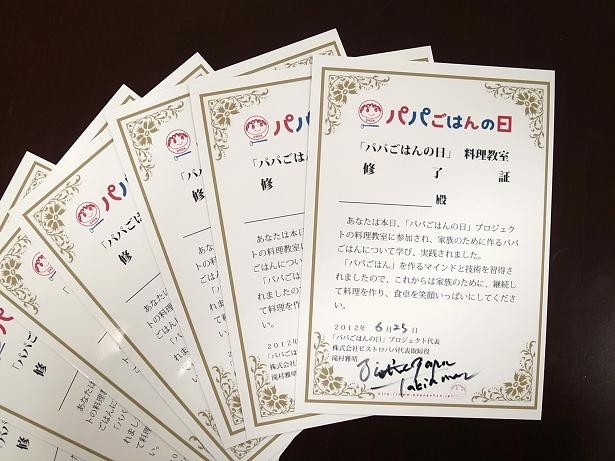 パパごはんの日
「パパごはんの日」 料理教室
修 了 証
殿
あなたは本日、「パパごはんの日」プロジェク
トの料理教室に参加され、家族のために作るパパ
ごはんについて学び、実践されました。
「パパごはん」を作るマインドと技術を習得さ
れましたので、これからは家族のために、継続し
て料理を作り、食卓を笑顔いっぱいにしてくださ
い。
2012年 6月25日
「パパごはんの日」プロジェクト代表
株式会社ビストロパパ代表取締役
滝村雅晴
http://www.papagohan.jp/